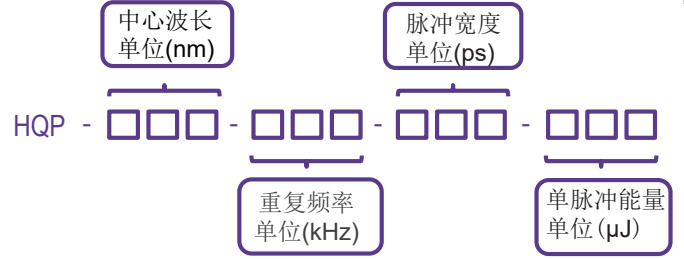 中心波长
单位(nm)
脉冲宽度
单位(ps)
HQP - □□□ - □□□ - □□□ - □□□
重复频率
单位(kHz)
单脉冲能量
单位（μJ）